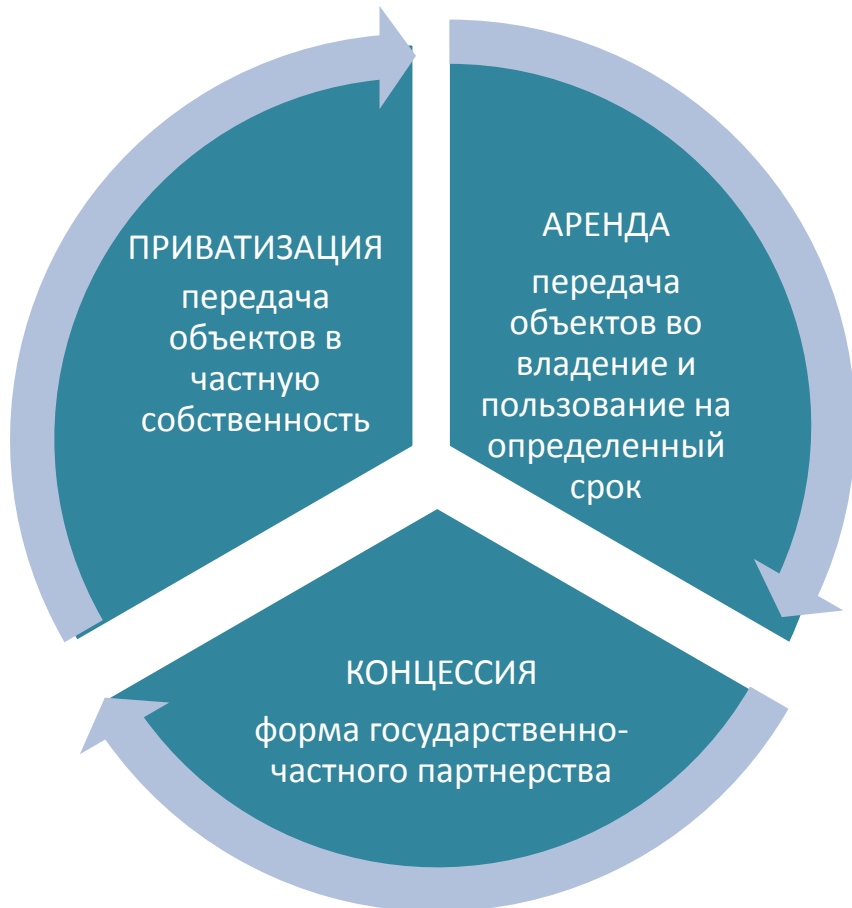 ПРИВАТИЗАЦИЯ
передача
объектов в
частную
собственность
АРЕНДА
передача
объектов во
владение и
пользование на
определенный
срок
КОНЦЕССИЯ
форма государственно-
частного партнерства